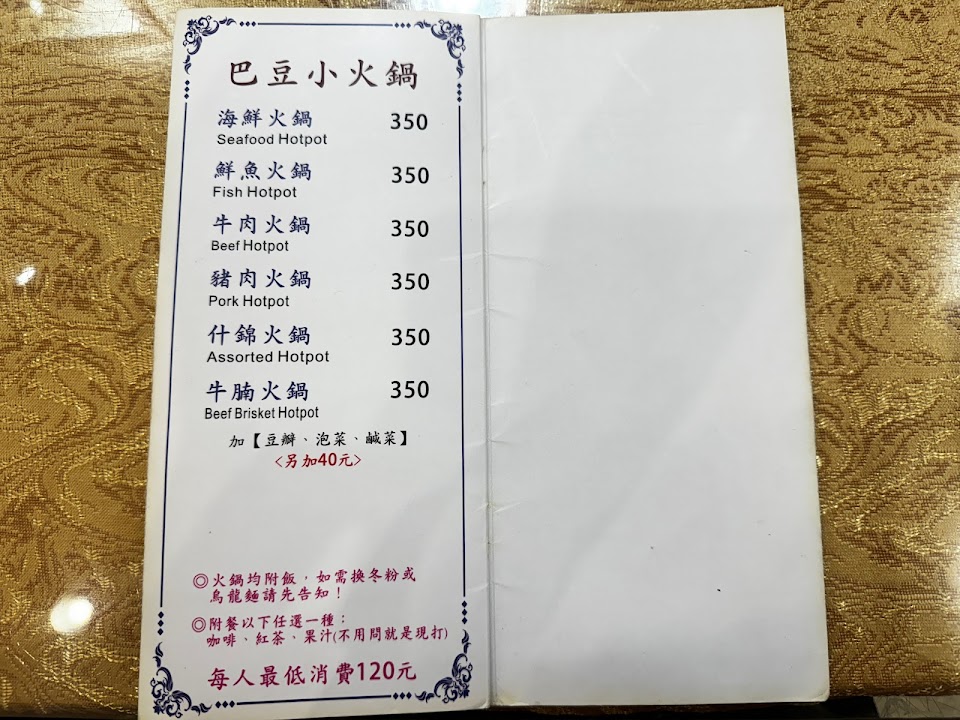 巴豆小火鍋
海鮮火鍋 350
Seafood Hotpot
鮮魚火鍋 350
Fish Hotpot
牛肉火鍋 350
Beef Hotpot
豬肉火鍋 350
Pork Hotpot
什錦火鍋 350
Assorted Hotpot
牛腩火鍋 350
Beef Brisket Hotpot
加【豆瓣、泡菜、鹹菜】
<另加40元>
◎火鍋均附飯，如需換冬粉或
烏龍麵請先告知！
◎附餐以下任選一種：
咖啡、紅茶、果汁(不用問就是現打)
每人最低消費120元